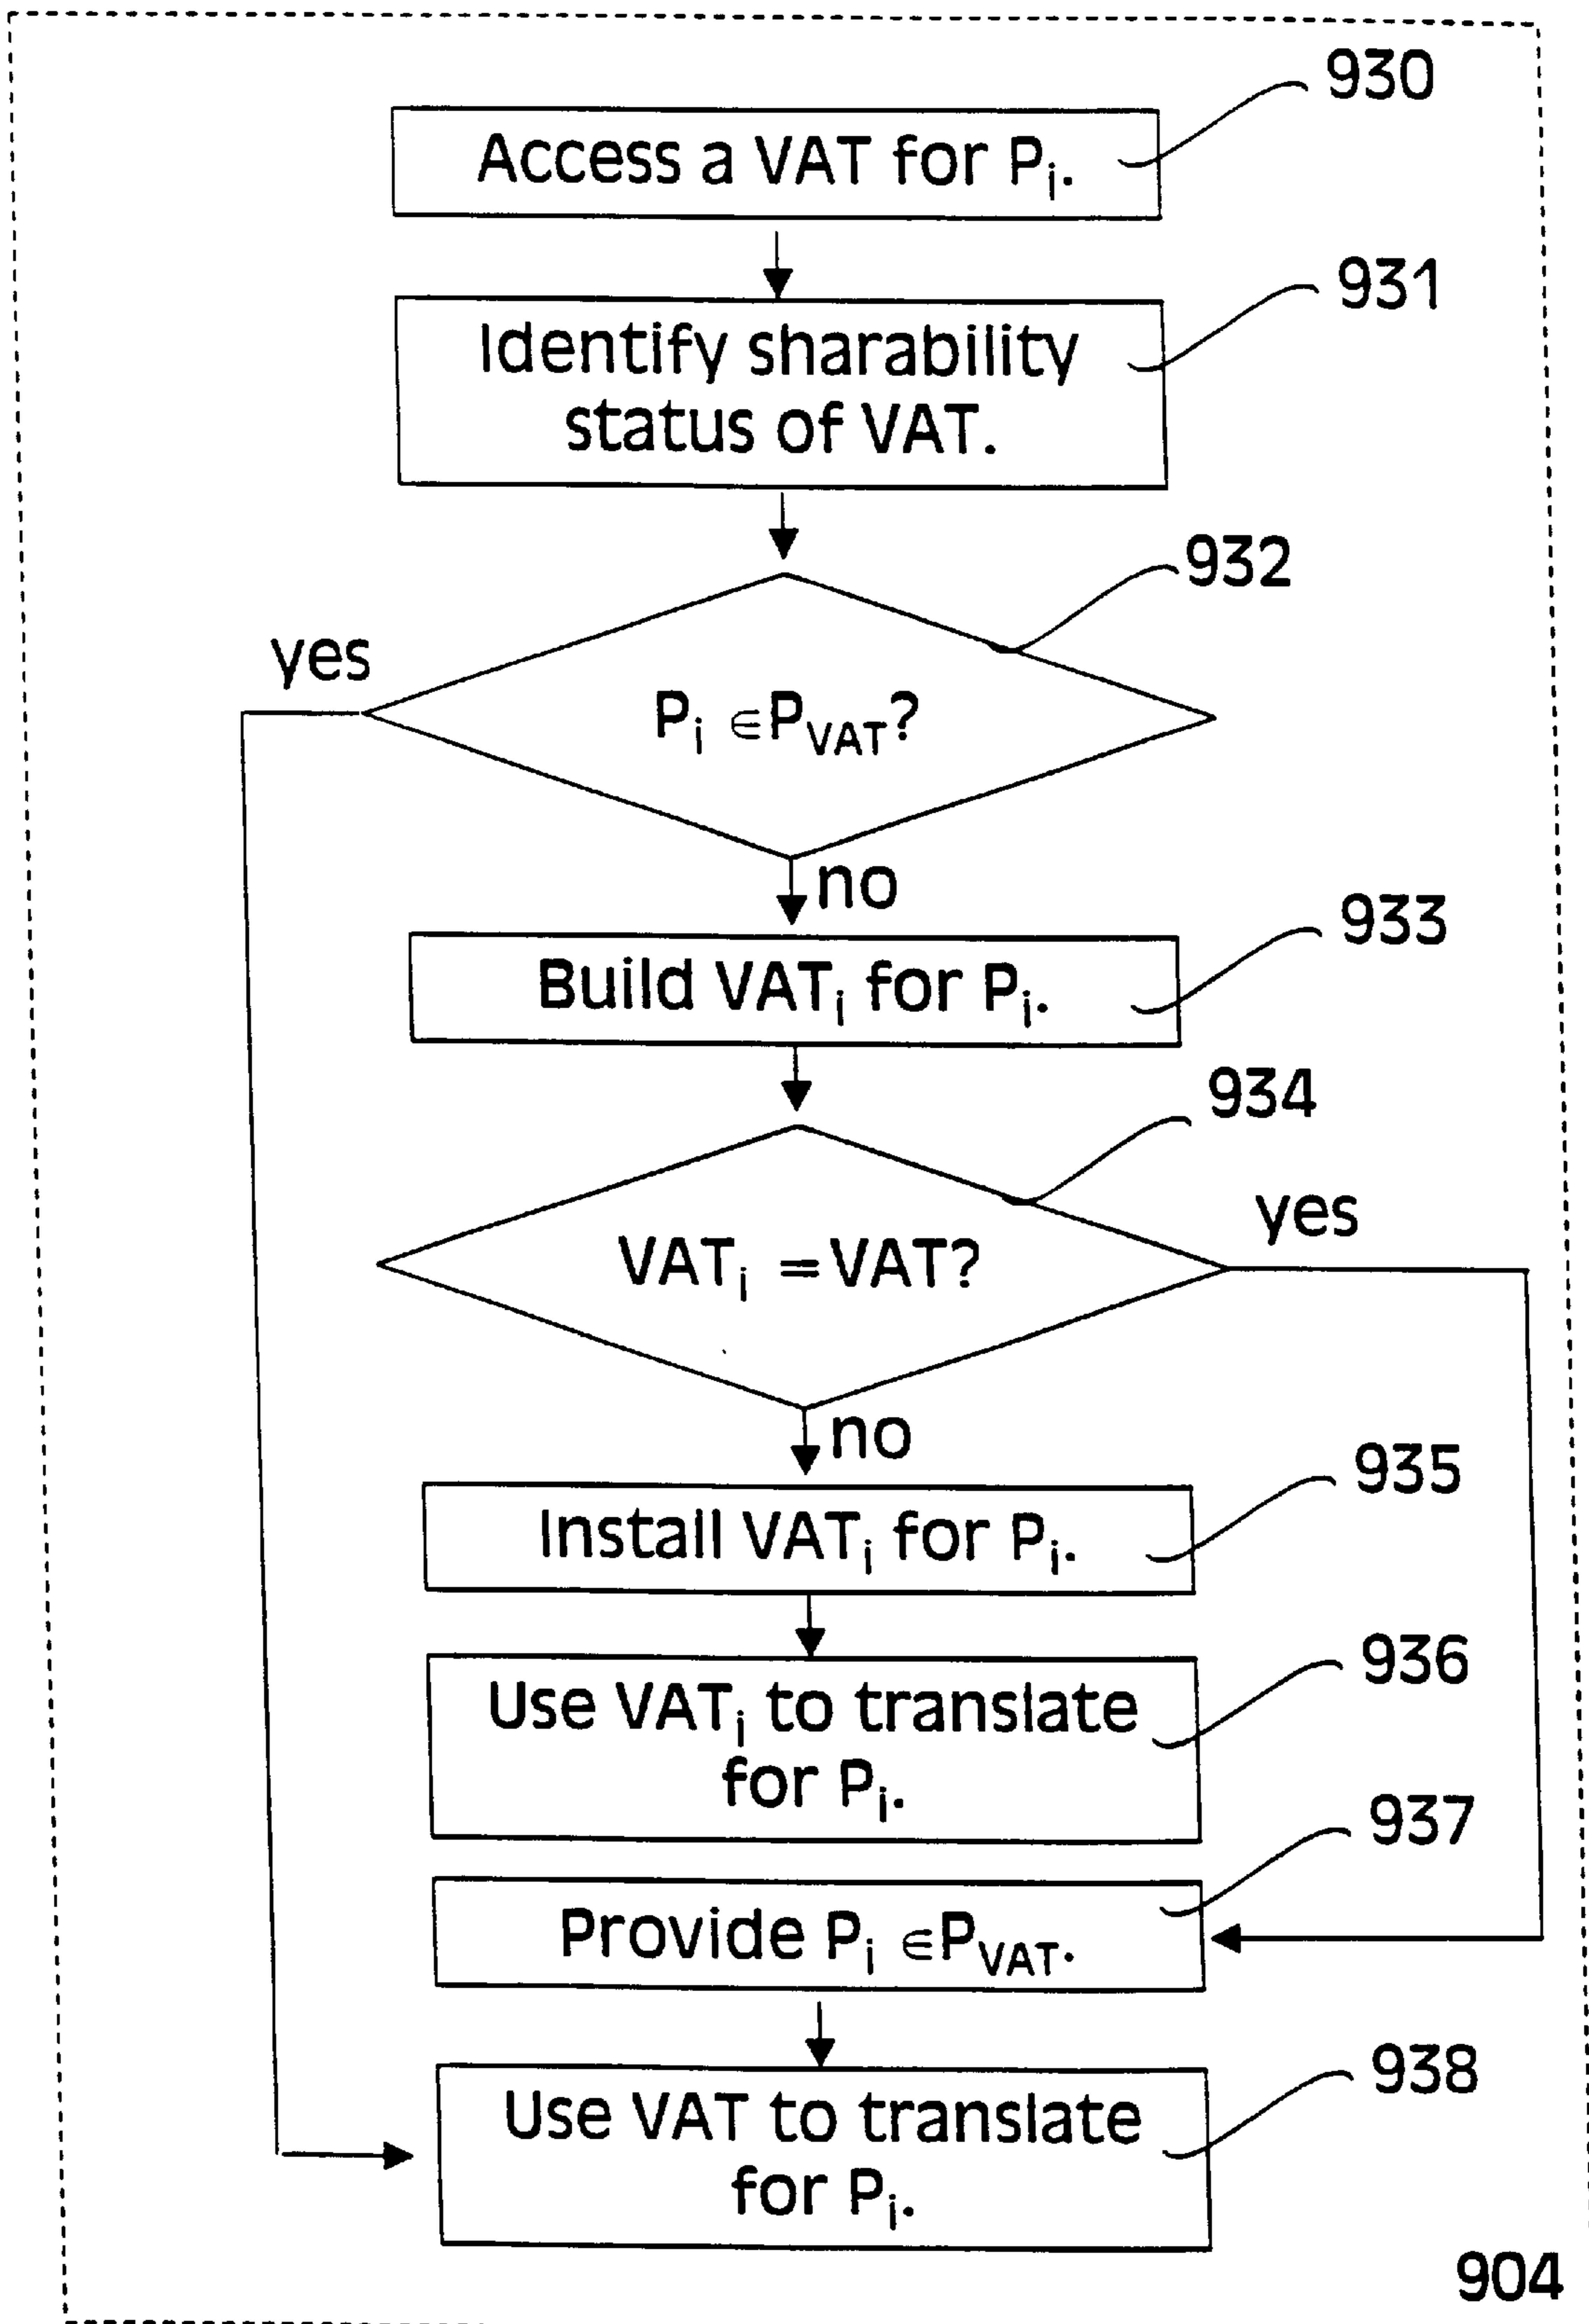 930
Access a VAT for Pi.
931
Identify sharability
status of VAT.
932
yes
Pi ∈PVAT?
no
933
Build VATi for Pi.
934
yes
VATi =VAT?
no
935
Install VATi for Pi.
936
Use VATi to translate
for Pi.
937
Provide Pi ∈PVAT.
938
Use VAT to translate
for Pi.
904